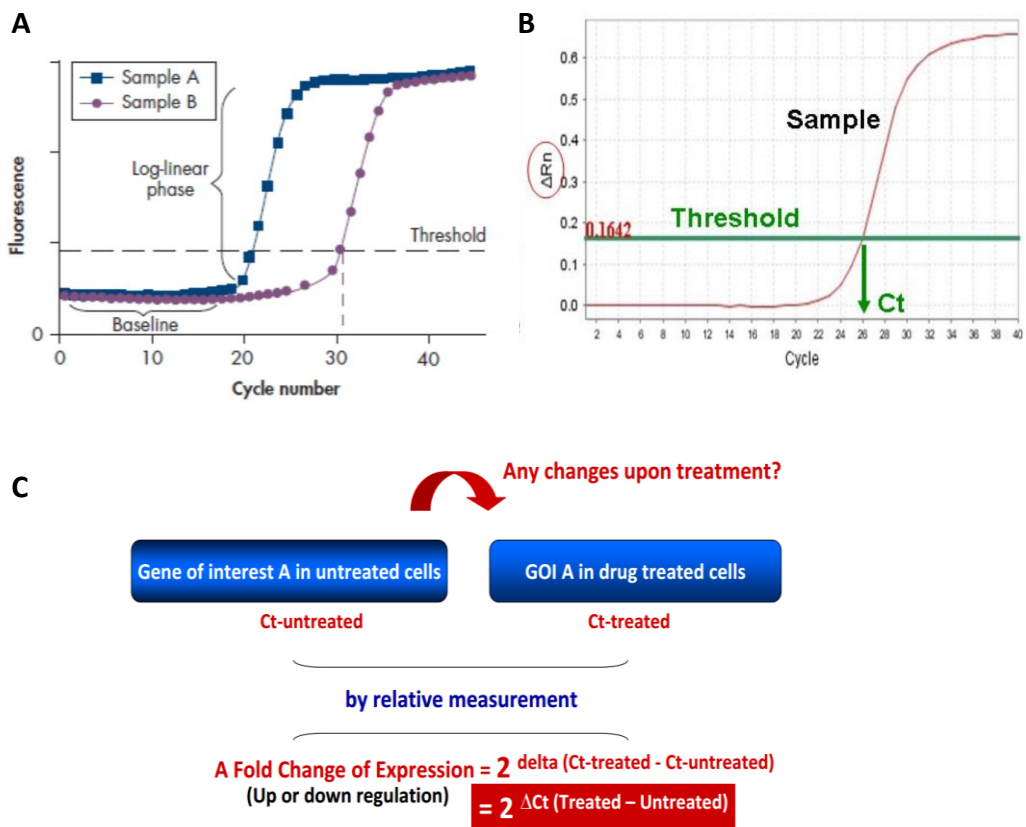 A
Sample A
Sample B
Log-linear
phase
Threshold
Fluorescence
Baseline
0
0
10
20
30
40
Cycle number
B
0.6
0.5
0.4
0.3
0.2
0.1
0.0
ΔRn
Sample
Threshold
0.1642
Ct
1 2 4 6 8 10 12 14 16 18 20 22 24 26 28 30 32 34 36 38 40
Cycle
C
Any changes upon treatment?
Gene of interest A in untreated cells
GOI A in drug treated cells
Ct-untreated
Ct-treated
by relative measurement
A Fold Change of Expression = 2 delta (Ct-treated - Ct-untreated)
(Up or down regulation)
= 2 ΔCt (Treated – Untreated)